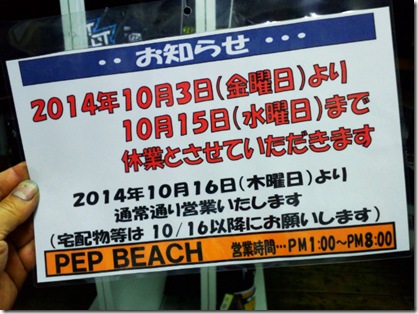 ・・ お知らせ ・・・
2014年10月3日(金曜日)より
10月15日(水曜日)まで
休業とさせていただきます
2014年10月16日(木曜日)より
通常通り営業いたします
(宅配物等は 10/16以降にお願いします)
PEP BEACH 営業時間…PM1:00～PM8:00